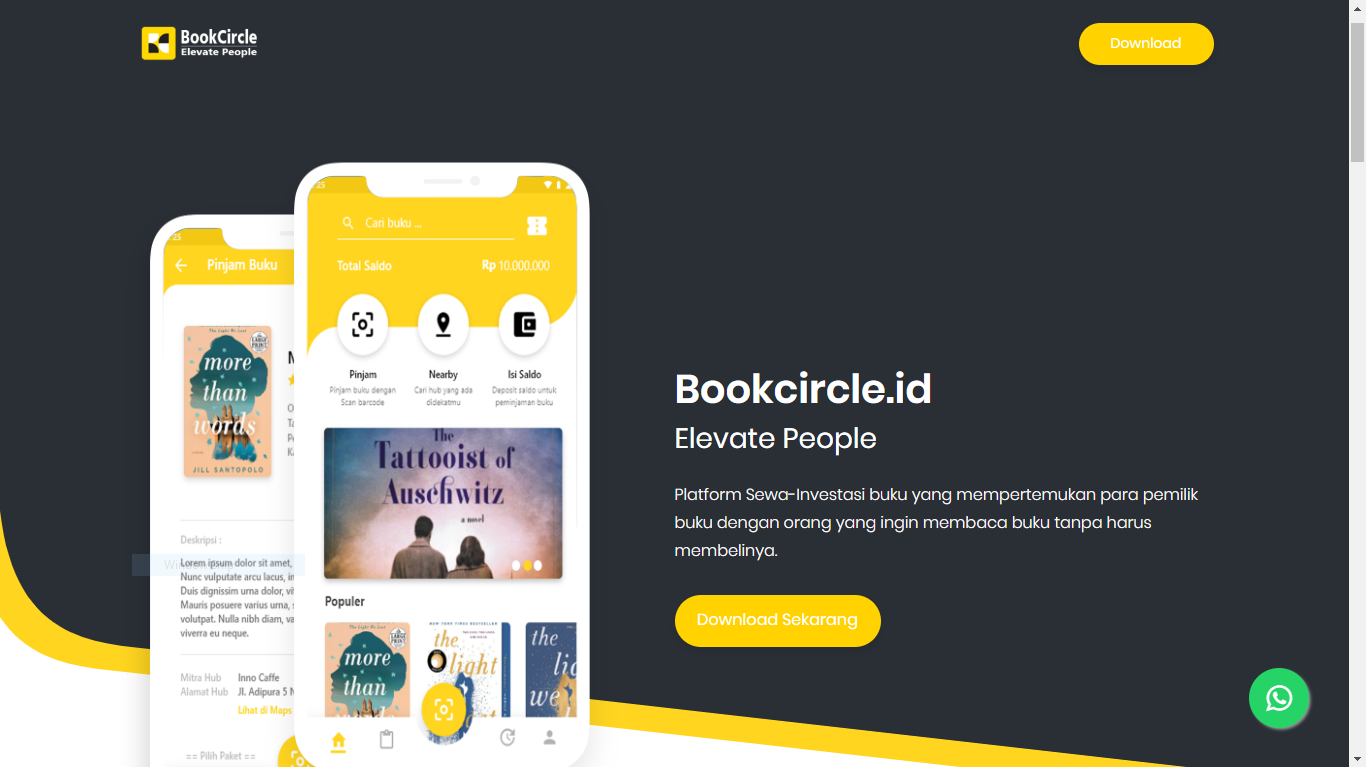 BookCircle
Elevate People
Download
25
Cari buku ...
Total Saldo
Rp 10.000.000
Pinjam
Pinjam buku dengan
Scan barcode
Nearby
Cari hub yang ada
didekatmu
Isi Saldo
Deposit saldo untuk
peminjaman buku
The
Tattooist of
Auschwitz
a novel
Populer
LARGE
PRINT
more
than
the
light
the
we
25
Pinjam Buku
The Light We Lost
LARGE
PRINT
more
than
words
JILL SANTOPOLO
Deskripsi :
Lorem ipsum dolor sit amet,
Nunc vulputate arcu lacus, in
Duis dignissim urna dolor, vit
Mauris posuere varius urna, s
volutpat. Nulla nibh diam, va
viverra eu neque.
Mitra Hub Inno Caffe
Alamat Hub Jl. Adipura 5 N
Lihat di Maps
== Pilih Paket ==
Bookcircle.id
Elevate People
Platform Sewa-Investasi buku yang mempertemukan para pemilik
buku dengan orang yang ingin membaca buku tanpa harus
membelinya.
Download Sekarang